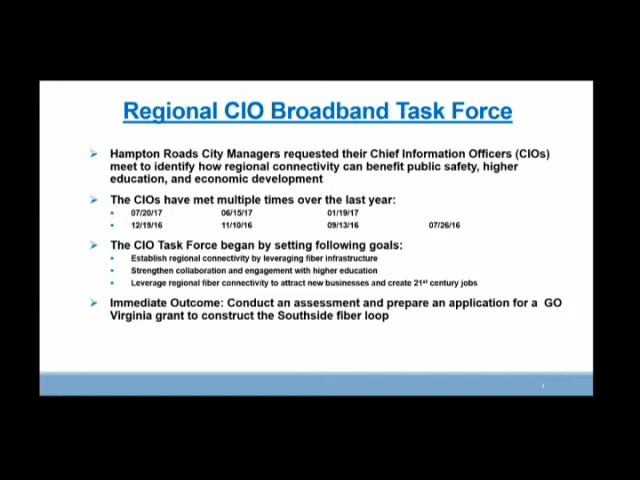 Regional CIO Broadband Task Force
Hampton Roads City Managers requested their Chief Information Officers (CIOs)
meet to identify how regional connectivity can benefit public safety, higher
education, and economic development
The CIOs have met multiple times over the last year:
07/20/17 06/15/17 01/19/17
12/19/16 11/10/16 09/13/16 07/26/16
The CIO Task Force began by setting following goals:
Establish regional connectivity by leveraging fiber infrastructure
Strengthen collaboration and engagement with higher education
Leverage regional fiber connectivity to attract new businesses and create 21st century jobs
Immediate Outcome: Conduct an assessment and prepare an application for a GO
Virginia grant to construct the Southside fiber loop